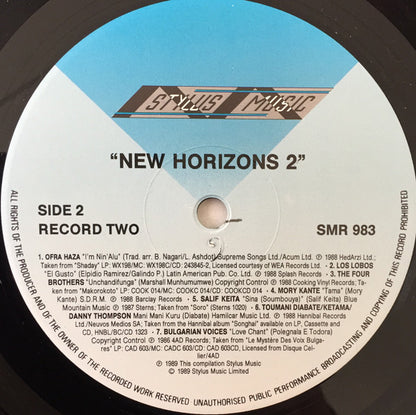 STYLUS MUSIC
"NEW HORIZONS 2"
SIDE 2
RECORD TWO
SMR 983
1. OFRA HAZA "I'm Nin'Alu" (Trad. arr. B. Nagari/L. Ashdot) Supreme Songs Ltd./Acum Ltd. ℗ 1988 HedArzi Ltd.;
Taken from "Shaday" LP: WX198/MC: WX198C/CD: 243845-2, Licensed courtesy of WEA Records Ltd. • 2. LOS LOBOS
"El Gusto" (Elpidio Ramirez/Galindo P.) Latin American Pub. Co. Ltd. ℗ 1988 Splash Records • 3. THE FOUR
BROTHERS "Unchandifungia" (Marshall Munhumumwe) Copyright Control ℗ 1988 Cooking Vinyl Records; Taken
from "Makorokoto" LP: COOK 014/MC: COOKC 014/CD: COOKCD 014 • 4. MORY KANTE "Tama" (Mory
Kante) S.D.R.M. ℗ 1988 Barclay Records • 5. SALIF KEITA "Sina (Soumbouya)" (Salif Keita) Blue
Mountain Music ℗ 1987 Sterns; Taken from "Soro" (Sterns 1020) • 6. TOUMANI DIABATE/KETAMA/
DANNY THOMPSON Mani Mani Kuru (Diabate) Hamilcar Music Ltd. ℗ 1988 Hannibal Records
Ltd/Neuvos Medios SA; Taken from the Hannibal album "Songhai" available on LP, Cassette and
CD, HNBL/BC/CD 1323 • 7. BULGARIAN VOICES "Love Chant" (Polegnala E Todora)
Copyright Control ℗ 1986 4AD Records; Taken from "Le Mystère Des Voix Bulga-
res" LP: CAD 603/MC: CADC 603/CD: CAD 603CD. Licensed from Disque Cel-
lier/4AD
℗ 1989 This compilation Stylus Music
© 1989 Stylus Music Limited
ALL RIGHTS OF THE PRODUCER AND OF THE OWNER OF THE RECORDED WORK RESERVED UNAUTHORISED PUBLIC PERFORMANCE BROADCASTING AND COPYING OF THIS RECORD PROHIBITED